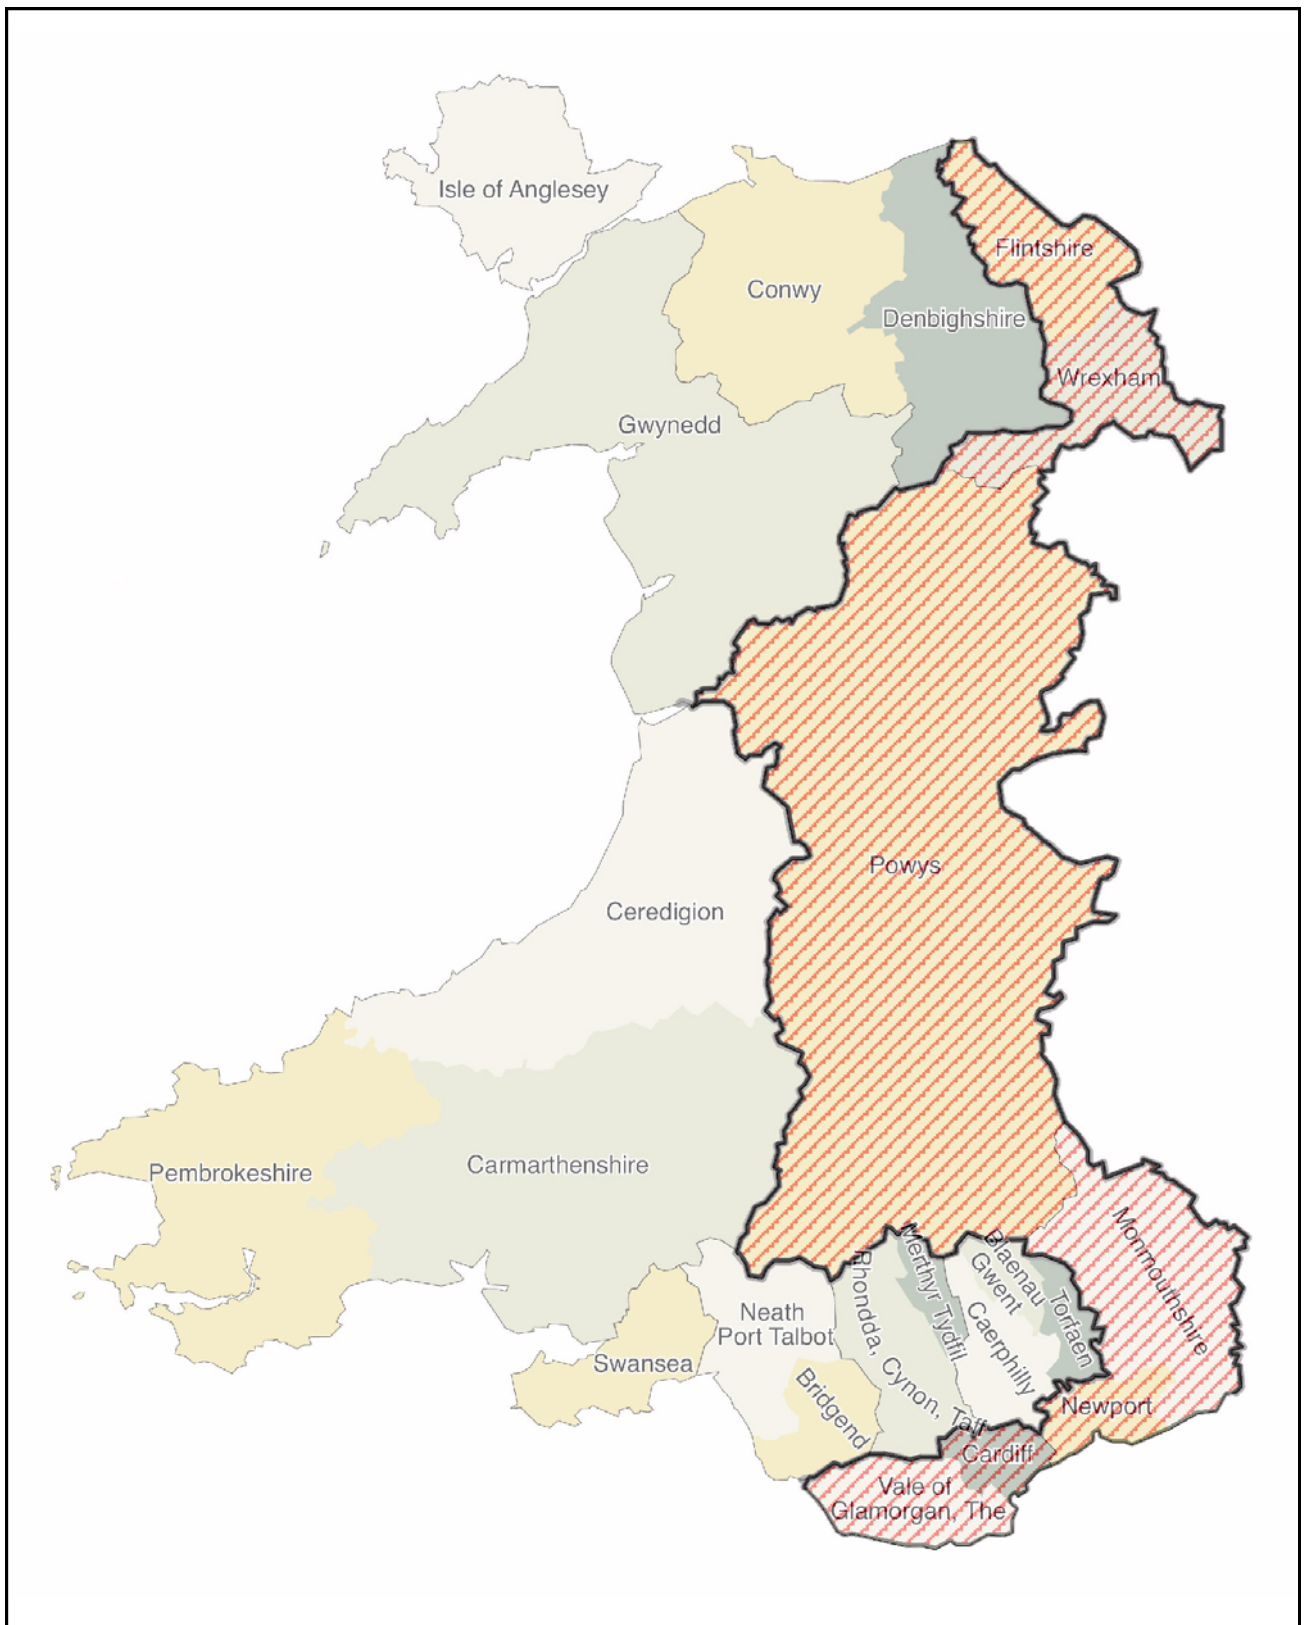 Isle of Anglesey
Flintshire
Conwy
Denbighshire
Wrexham
Gwynedd
Powys
Ceredigion
Carmarthenshire
Pembrokeshire
Monmouthshire
Blaenau
Gwent
Merthyr Tydfil
Rhondda, Cynon, Taff
Torfaen
Caerphilly
Neath
Port Talbot
Swansea
Bridgend
Newport
Cardiff
Vale of
Glamorgan, The